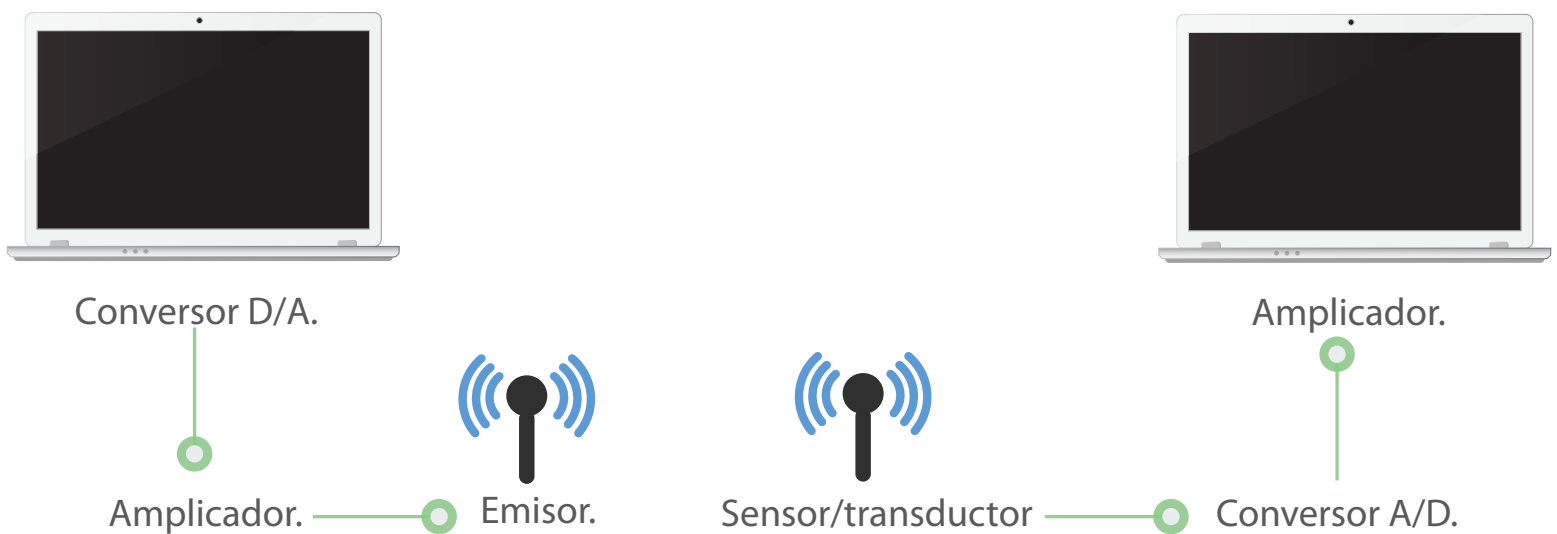 Conversor D/A.
Amplicador.
Amplicador.
Emisor.
Sensor/transductor
Conversor A/D.